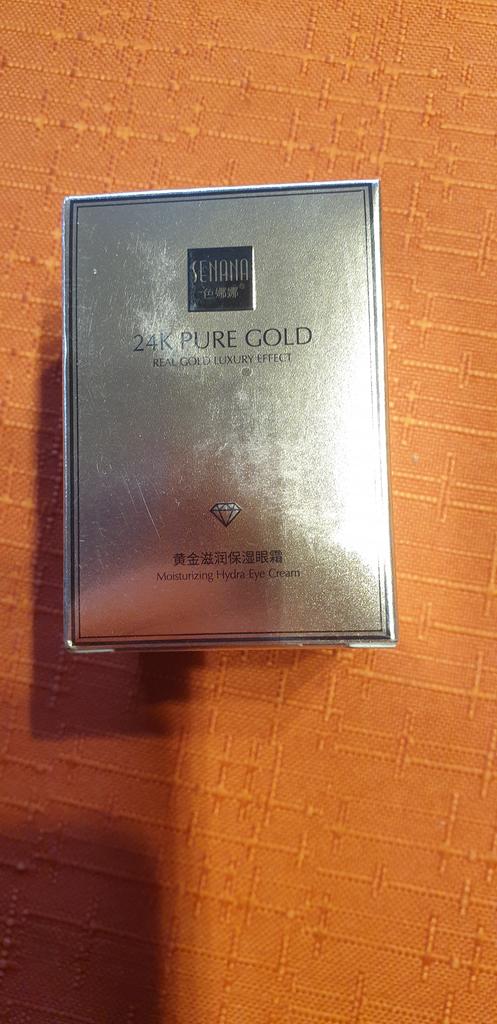 SENANA
色娜娜®
24K PURE GOLD
REAL GOLD LUXURY EFFECT
黄金滋润保湿眼霜
Moisturizing Hydra Eye Cream